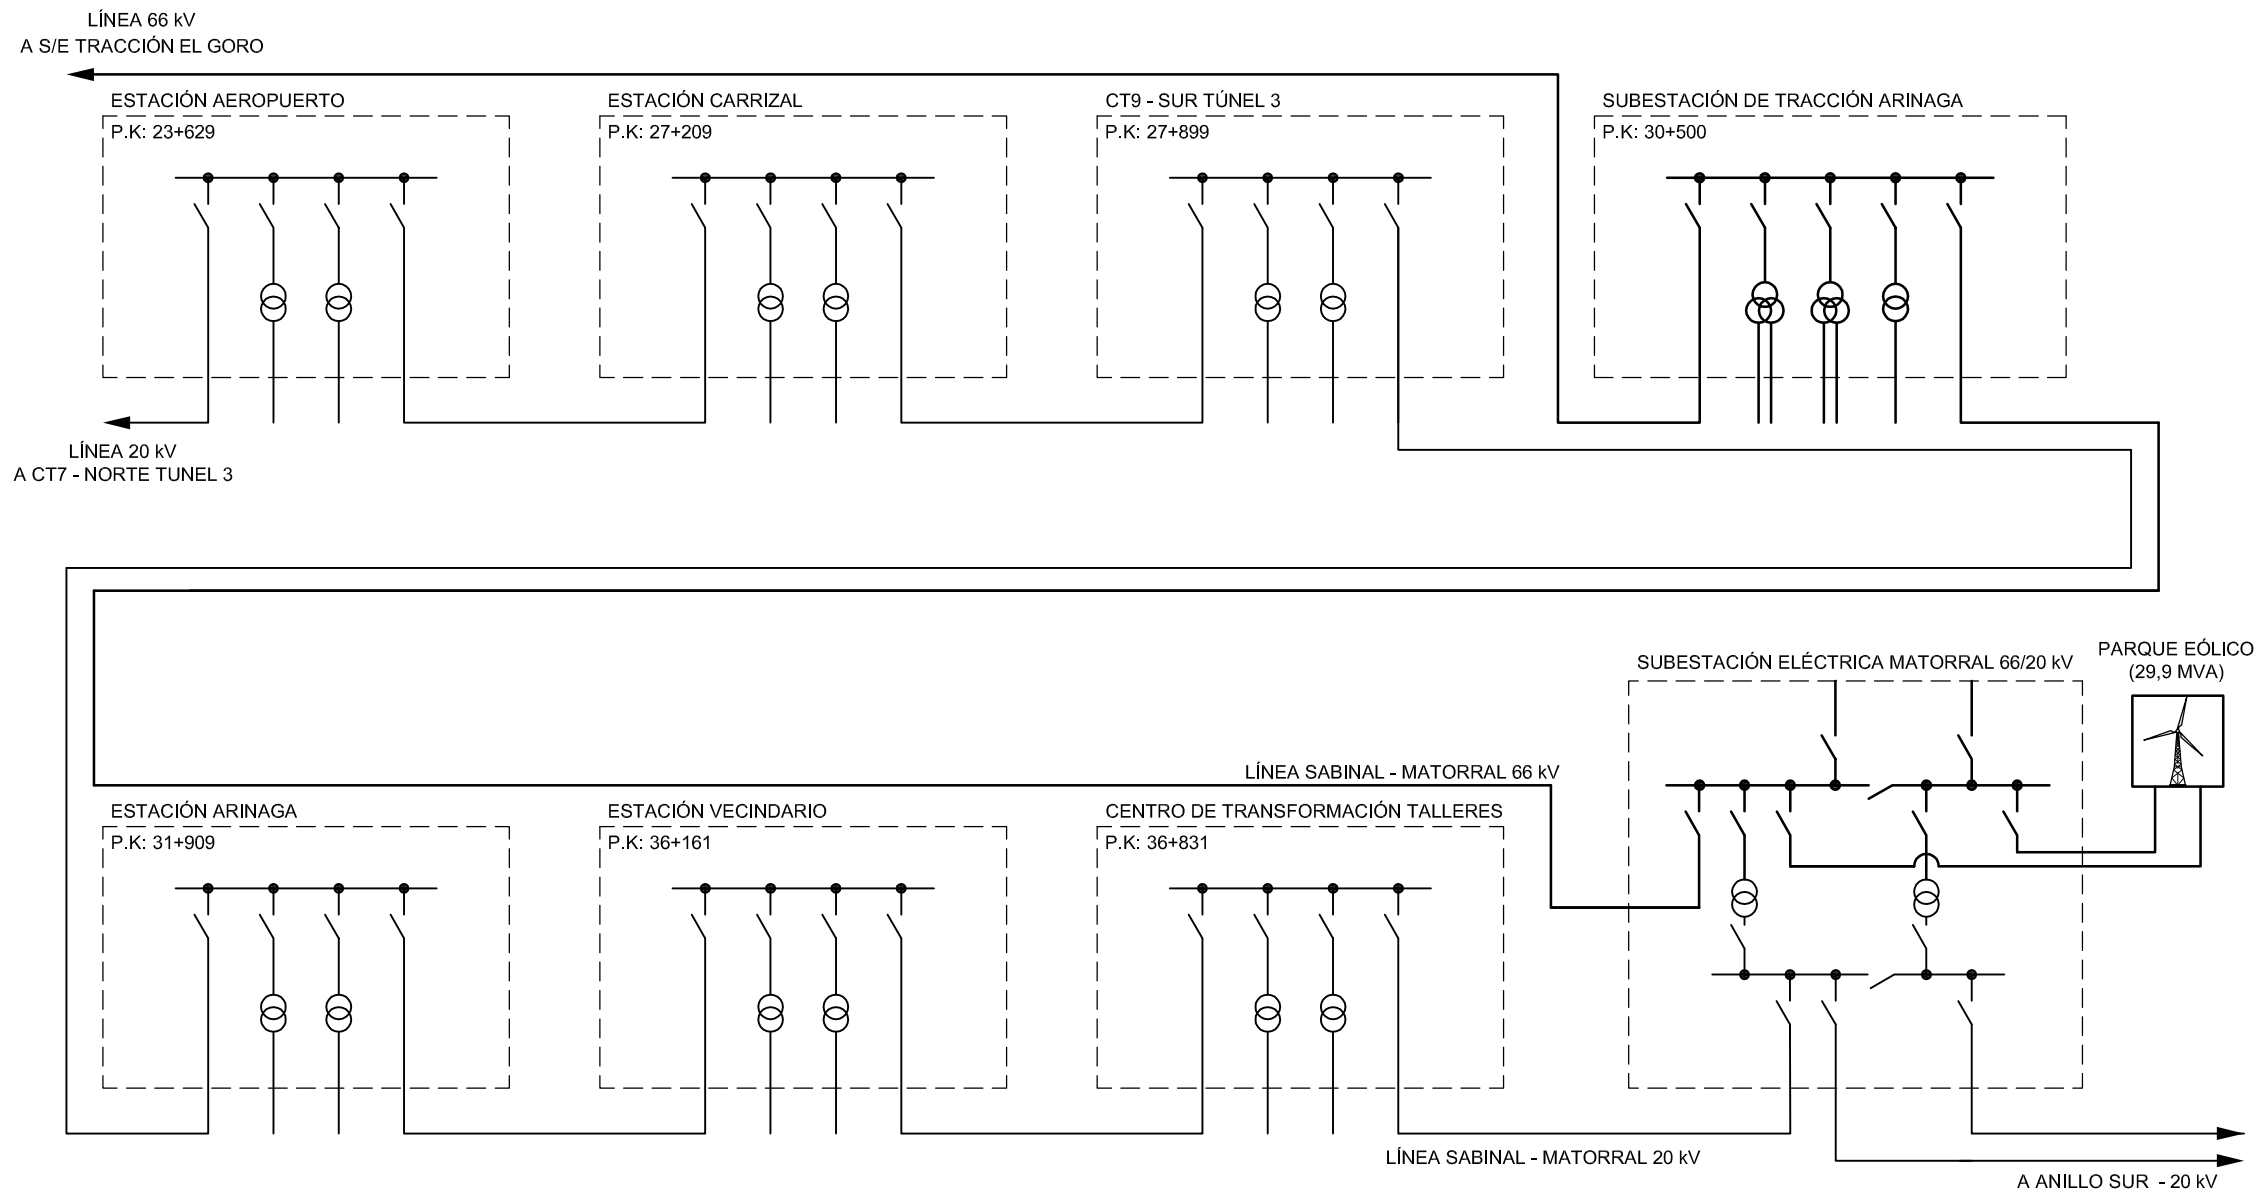 LÍNEA 66 kV
A S/E TRACCIÓN EL GORO
ESTACIÓN AEROPUERTO
P.K: 23+629
ESTACIÓN CARRIZAL
P.K: 27+209
CT9 - SUR TÚNEL 3
P.K: 27+899
SUBESTACIÓN DE TRACCIÓN ARINAGA
P.K: 30+500
LÍNEA 20 kV
A CT7 - NORTE TUNEL 3
SUBESTACIÓN ELÉCTRICA MATORRAL 66/20 kV
PARQUE EÓLICO
(29,9 MVA)
LÍNEA SABINAL - MATORRAL 66 kV
ESTACIÓN ARINAGA
P.K: 31+909
ESTACIÓN VECINDARIO
P.K: 36+161
CENTRO DE TRANSFORMACIÓN TALLERES
P.K: 36+831
LÍNEA SABINAL - MATORRAL 20 kV
A ANILLO SUR - 20 kV